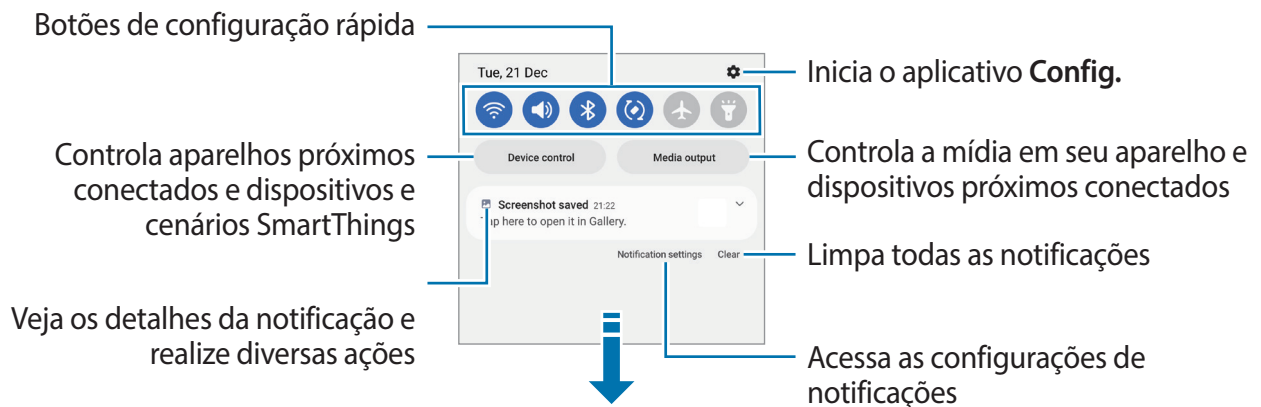 Botões de configuração rápida
Tue, 21 Dec
Inicia o aplicativo Config.
Controla aparelhos próximos
conectados e dispositivos e
cenários SmartThings
Device control
Media output
Controla a mídia em seu aparelho e
dispositivos próximos conectados
Screenshot saved 21:22
Tap here to open it in Gallery.
Notification settings
Clear
Limpa todas as notificações
Veja os detalhes da notificação e
realize diversas ações
Acessa as configurações de
notificações